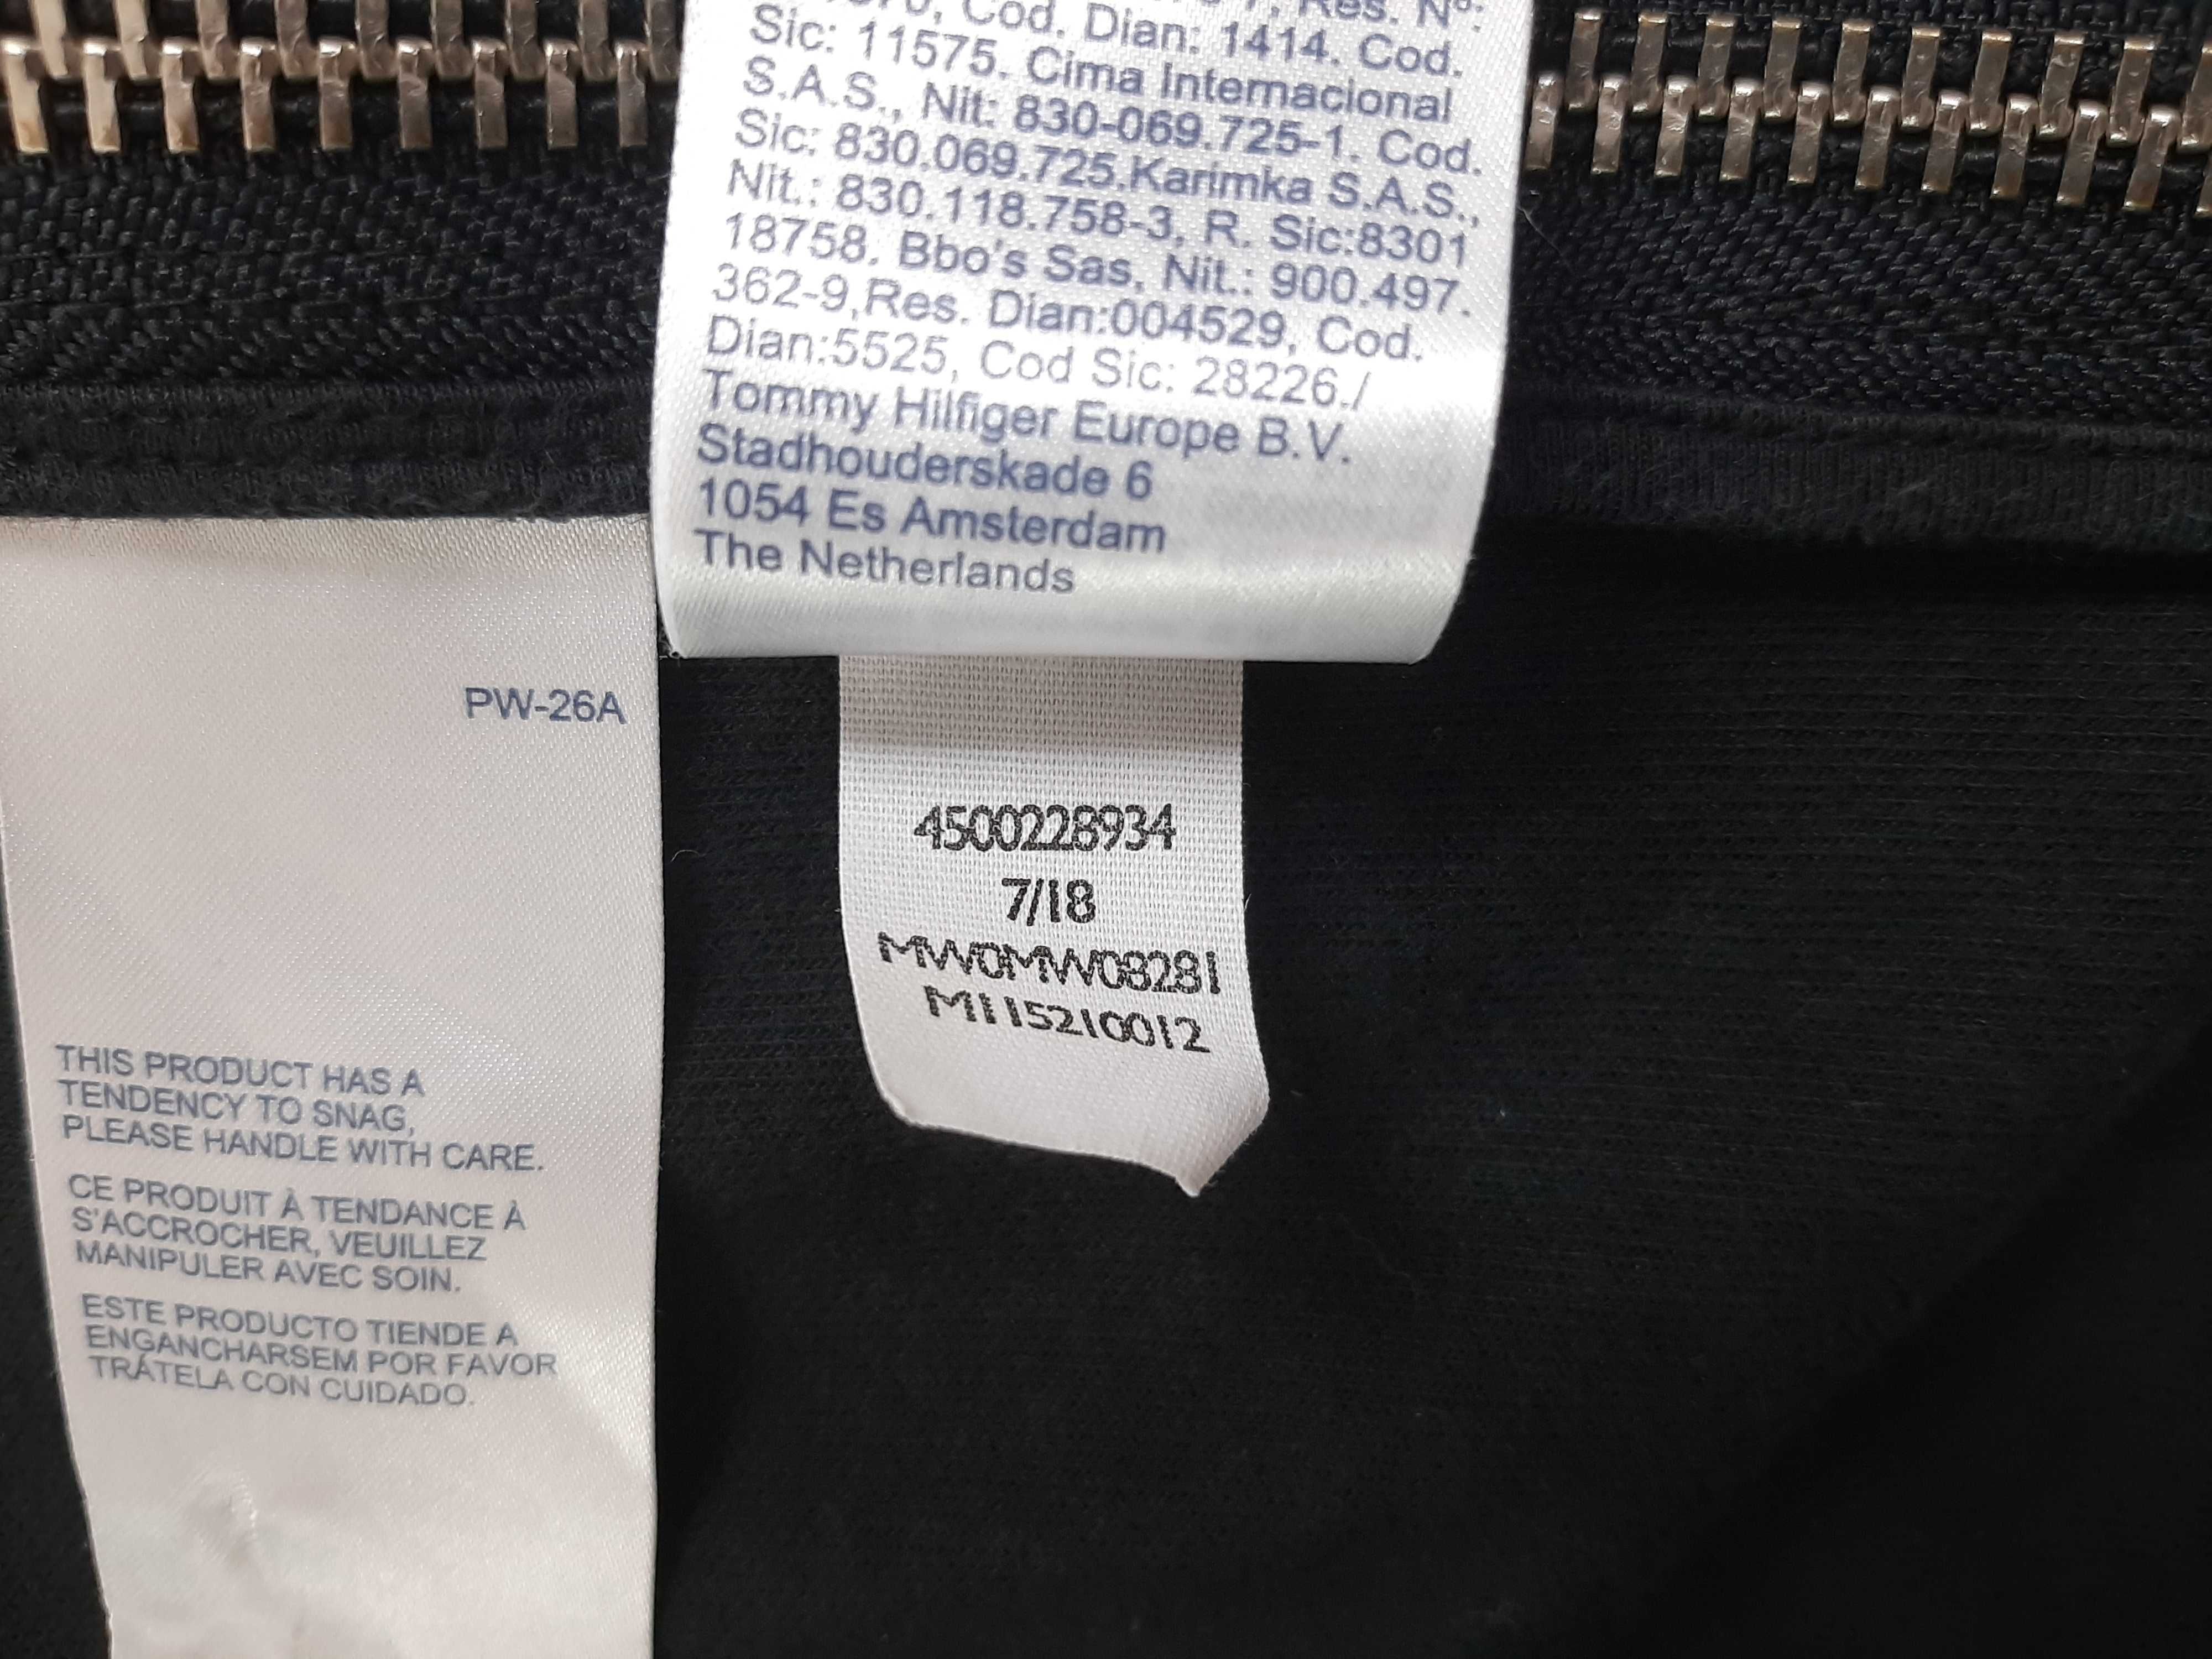 Cod. Dian: 1414. Cod.
Sic: 11575. Cima Internacional
S.A.S., Nit: 830-069.725-1. Cod.
Sic: 830.069.725.Karimka S.A.S.,
Nit.: 830.118.758-3, R. Sic:8301
18758. Bbo's Sas, Nit.: 900.497.
362-9,Res. Dian:004529, Cod.
Dian:5525, Cod Sic: 28226./
Tommy Hilfiger Europe B.V.
Stadhouderskade 6
1054 Es Amsterdam
The Netherlands
PW-26A
THIS PRODUCT HAS A
TENDENCY TO SNAG,
PLEASE HANDLE WITH CARE.
CE PRODUIT À TENDANCE À
S'ACCROCHER, VEUILLEZ
MANIPULER AVEC SOIN.
ESTE PRODUCTO TIENDE A
ENGANCHARSEM POR FAVOR
TRÁTELA CON CUIDADO.
4500228934
7/18
MW0MW08281
M115210012